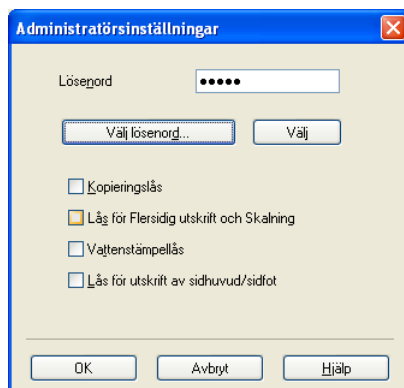 Administratörsinställningar
Lösenord •••••
Välj lösenord... Välj
Kopieringslås
Lås för Flersidig utskrift och Skalning
Vattenstämpellås
Lås för utskrift av sidhuvud/sidfot
OK Avbryt Hjälp